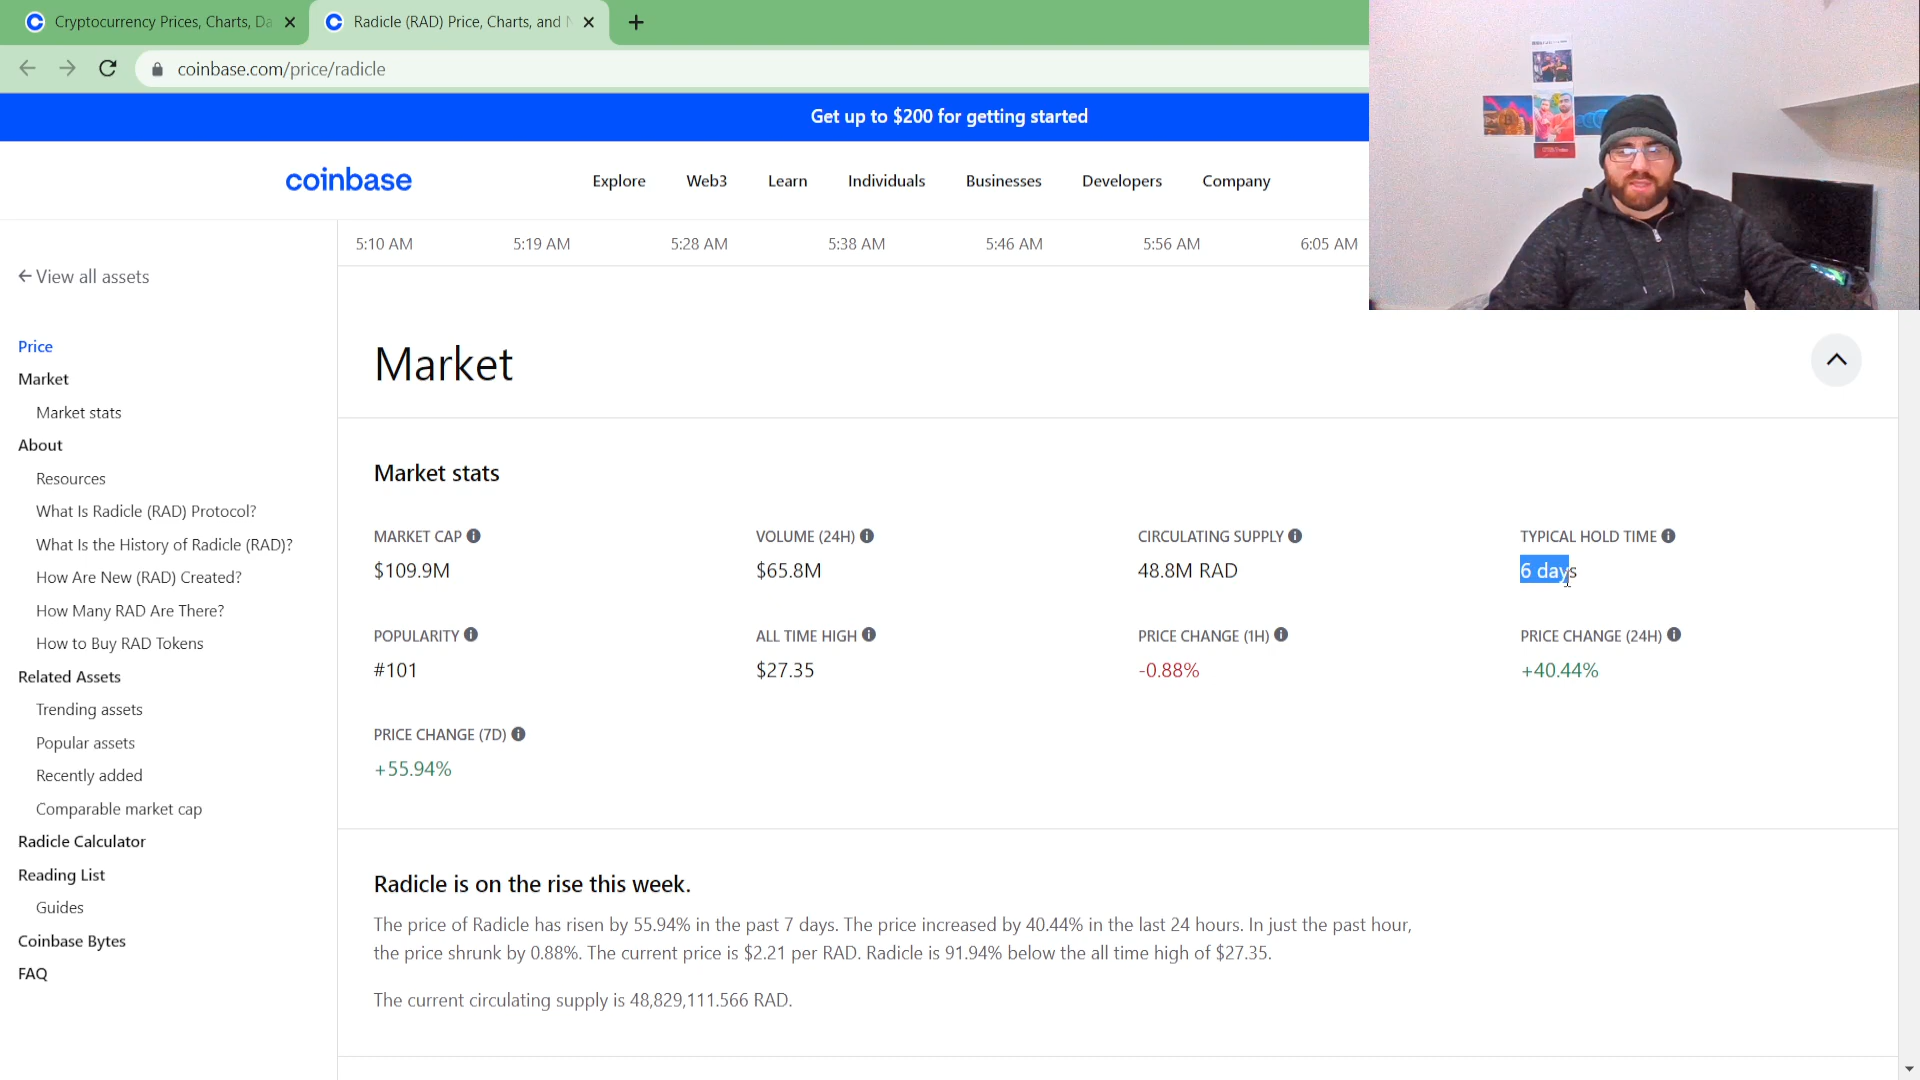 Cryptocurrency Prices, Charts, Da
Radicle (RAD) Price, Charts, and N
coinbase.com/price/radicle
Get up to $200 for getting started
coinbase
Explore
Web3
Learn
Individuals
Businesses
Developers
Company
5:10 AM
5:19 AM
5:28 AM
5:38 AM
5:46 AM
5:56 AM
6:05 AM
View all assets
Price
Market
Market stats
About
Resources
What Is Radicle (RAD) Protocol?
What Is the History of Radicle (RAD)?
How Are New (RAD) Created?
How Many RAD Are There?
How to Buy RAD Tokens
Related Assets
Trending assets
Popular assets
Recently added
Comparable market cap
Radicle Calculator
Reading List
Guides
Coinbase Bytes
FAQ
Market
Market stats
MARKET CAP
$109.9M
VOLUME (24H)
$65.8M
CIRCULATING SUPPLY
48.8M RAD
TYPICAL HOLD TIME
6 days
POPULARITY
#101
ALL TIME HIGH
$27.35
PRICE CHANGE (1H)
-0.88%
PRICE CHANGE (24H)
+40.44%
PRICE CHANGE (7D)
+55.94%
Radicle is on the rise this week.
The price of Radicle has risen by 55.94% in the past 7 days. The price increased by 40.44% in the last 24 hours. In just the past hour,
the price shrunk by 0.88%. The current price is $2.21 per RAD. Radicle is 91.94% below the all time high of $27.35.
The current circulating supply is 48,829,111.566 RAD.